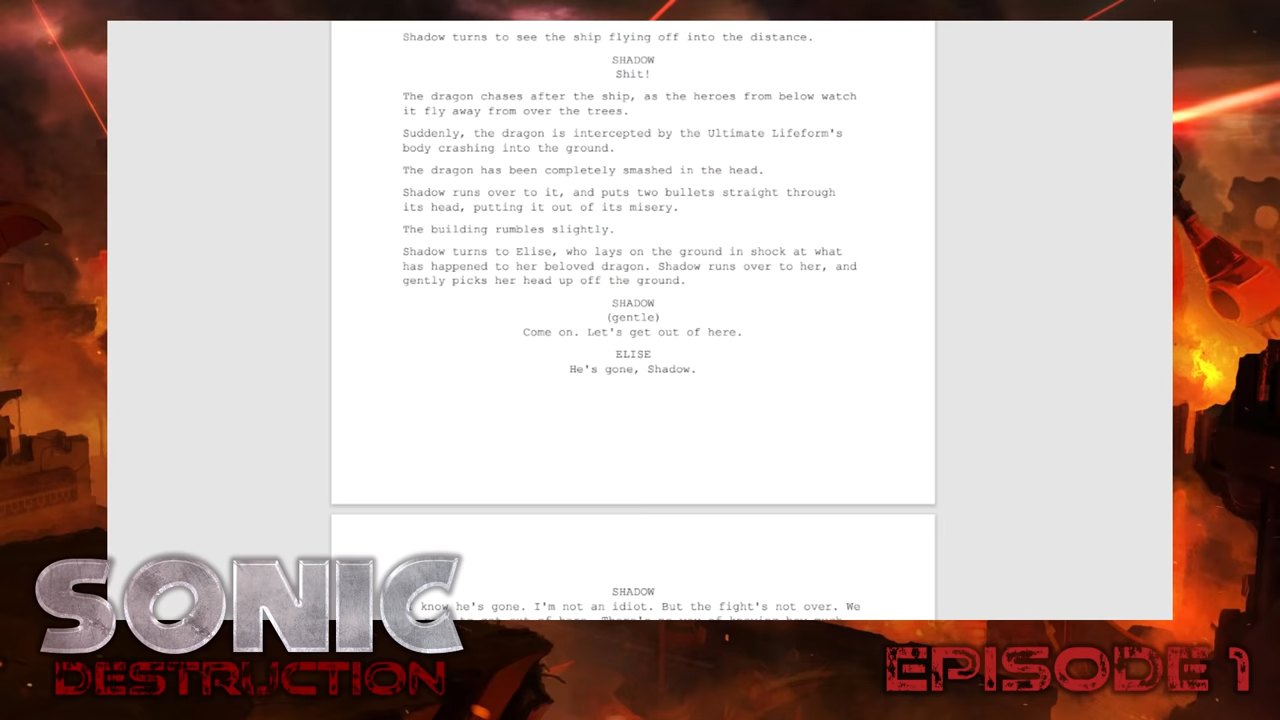 Shadow turns to see the ship flying off into the distance.
SHADOW
Shit!
The dragon chases after the ship, as the heroes from below watch
it fly away from over the trees.
Suddenly, the dragon is intercepted by the Ultimate Lifeform's
body crashing into the ground.
The dragon has been completely smashed in the head.
Shadow runs over to it, and puts two bullets straight through
its head, putting it out of its misery.
The building rumbles slightly.
Shadow turns to Elise, who lays on the ground in shock at what
has happened to her beloved dragon. Shadow runs over to her, and
gently picks her head up off the ground.
SHADOW
(gentle)
Come on. Let's get out of here.
ELISE
He's gone, Shadow.
SHADOW
know he's gone. I'm not an idiot. But the fight's not over. We
SONIC
DESTRUCTION
EPISODE 1